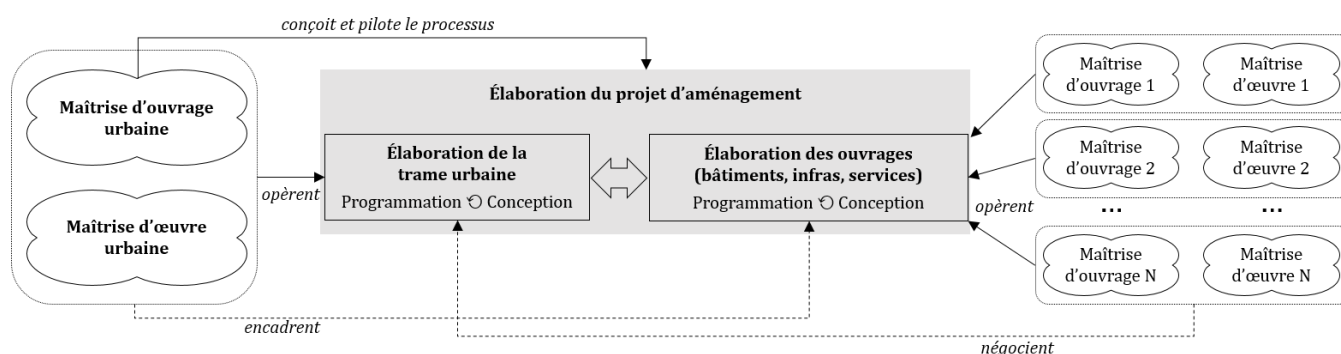 conçoit et pilote le processus
Maîtrise d’ouvrage
urbaine
Maîtrise d’œuvre
urbaine
opèrent
Élaboration du projet d’aménagement
Élaboration de la
trame urbaine
Programmation Conception
Élaboration des ouvrages
(bâtiments, infras, services)
Programmation Conception
opèrent
Maîtrise
d’ouvrage 1
Maîtrise
d’œuvre 1
Maîtrise
d’ouvrage 2
Maîtrise
d’œuvre 2
... ...
Maîtrise
d’ouvrage N
Maîtrise
d’œuvre N
encadrent
négocient